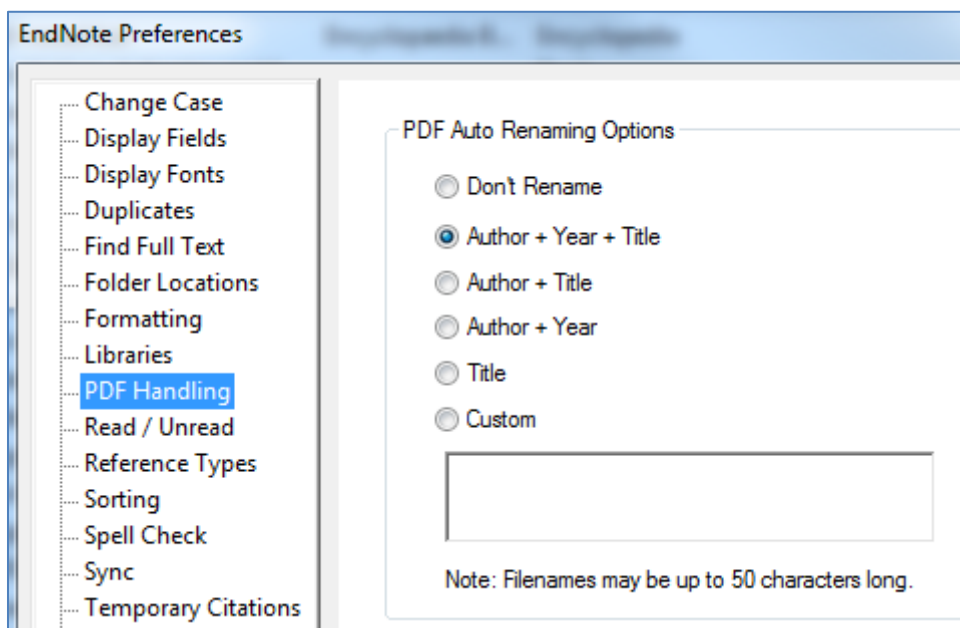 EndNote Preferences
Change Case
Display Fields
Display Fonts
Duplicates
Find Full Text
Folder Locations
Formatting
Libraries
PDF Handling
Read / Unread
Reference Types
Sorting
Spell Check
Sync
Temporary Citations
PDF Auto Renaming Options
Don't Rename
Author + Year + Title
Author + Title
Author + Year
Title
Custom
Note: Filenames may be up to 50 characters long.